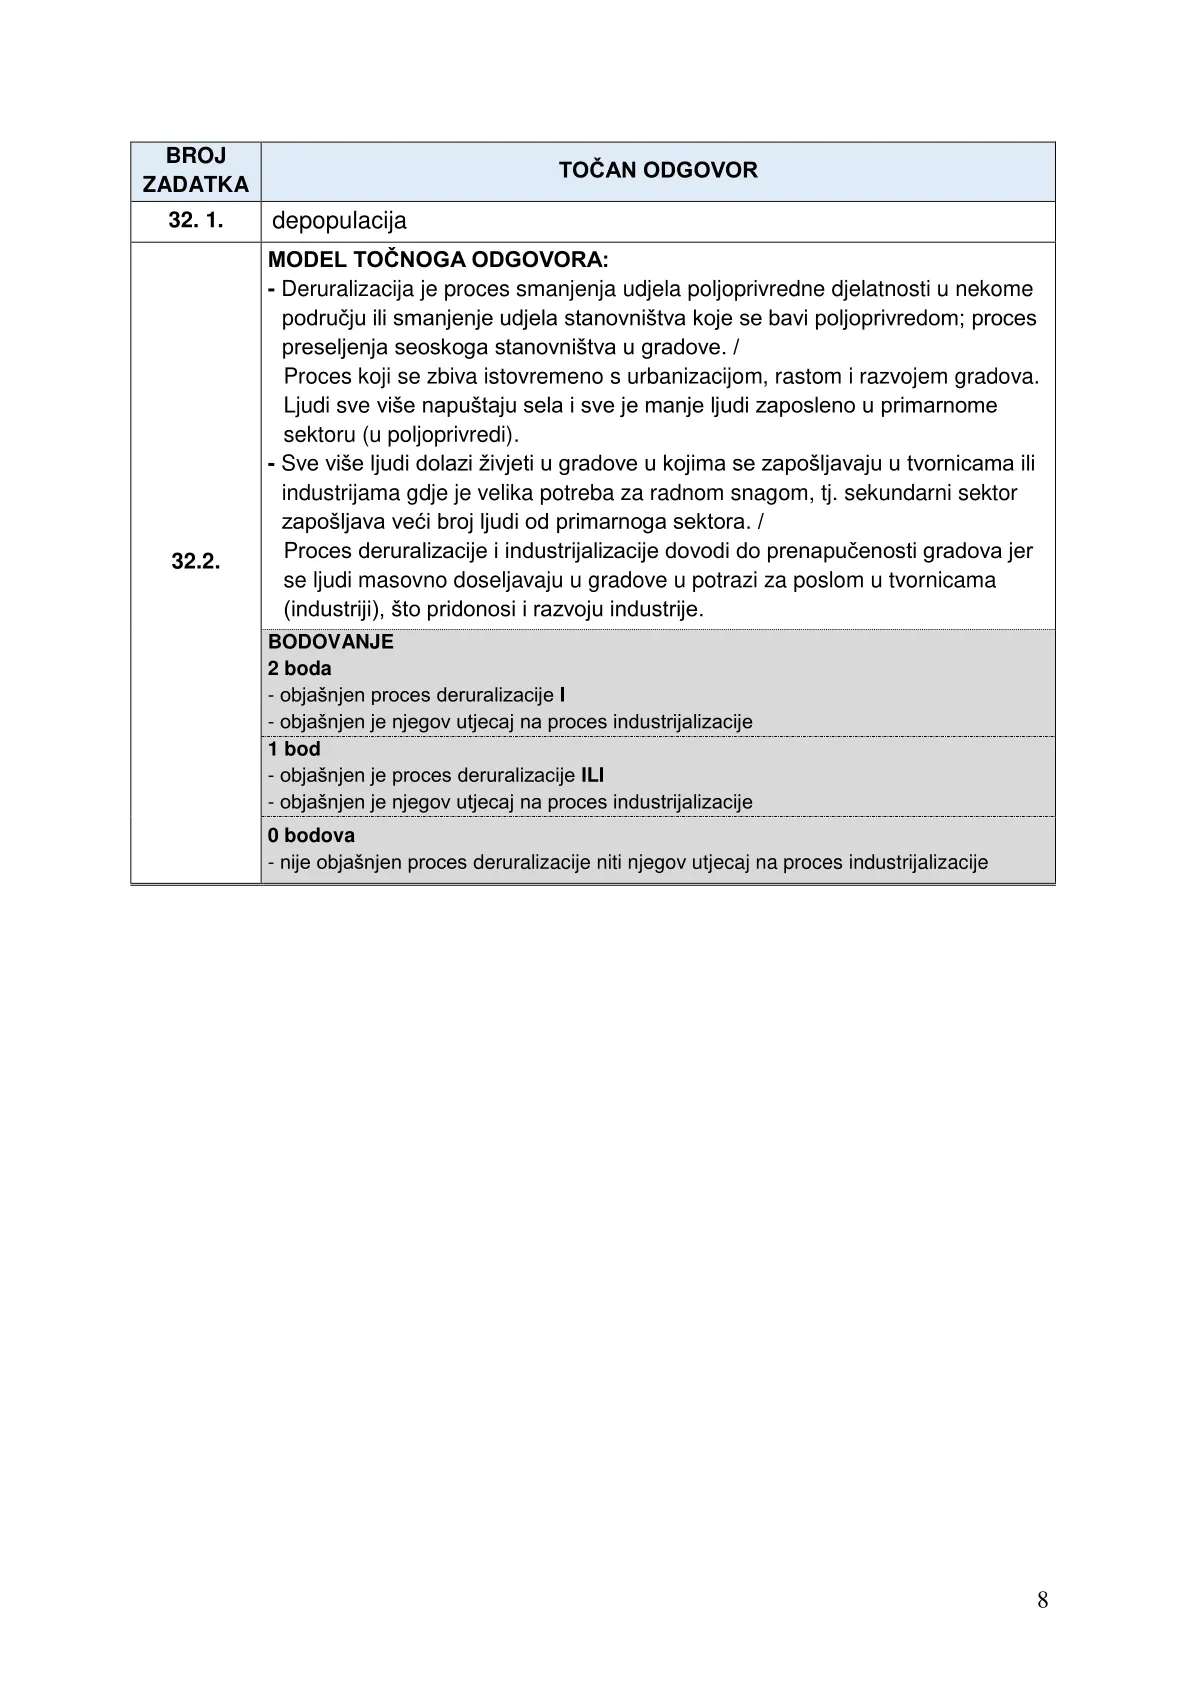 BROJ
ZADATKA
TOČAN ODGOVOR
32. 1.
depopulacija
32.2.
MODEL TOČNOGA ODGOVORA:
- Deruralizacija je proces smanjenja udjela poljoprivredne djelatnosti u nekome
području ili smanjenje udjela stanovništva koje se bavi poljoprivredom; proces
preseljenja seoskoga stanovništva u gradove. /
Proces koji se zbiva istovremeno s urbanizacijom, rastom i razvojem gradova.
Ljudi sve više napuštaju sela i sve je manje ljudi zaposleno u primarnome
sektoru (u poljoprivredi).
- Sve više ljudi dolazi živjeti u gradove u kojima se zapošljavaju u tvornicama ili
industrijama gdje je velika potreba za radnom snagom, tj. sekundarni sektor
zapošljava veći broj ljudi od primarnoga sektora. /
Proces deruralizacije i industrijalizacije dovodi do prenapučenosti gradova jer
se ljudi masovno doseljavaju u gradove u potrazi za poslom u tvornicama
(industriji), što pridonosi i razvoju industrije.
BODOVANJE
2 boda
- objašnjen proces deruralizacije I
- objašnjen je njegov utjecaj na proces industrijalizacije
1 bod
- objašnjen je proces deruralizacije ILI
- objašnjen je njegov utjecaj na proces industrijalizacije
0 bodova
- nije objašnjen proces deruralizacije niti njegov utjecaj na proces industrijalizacije
8